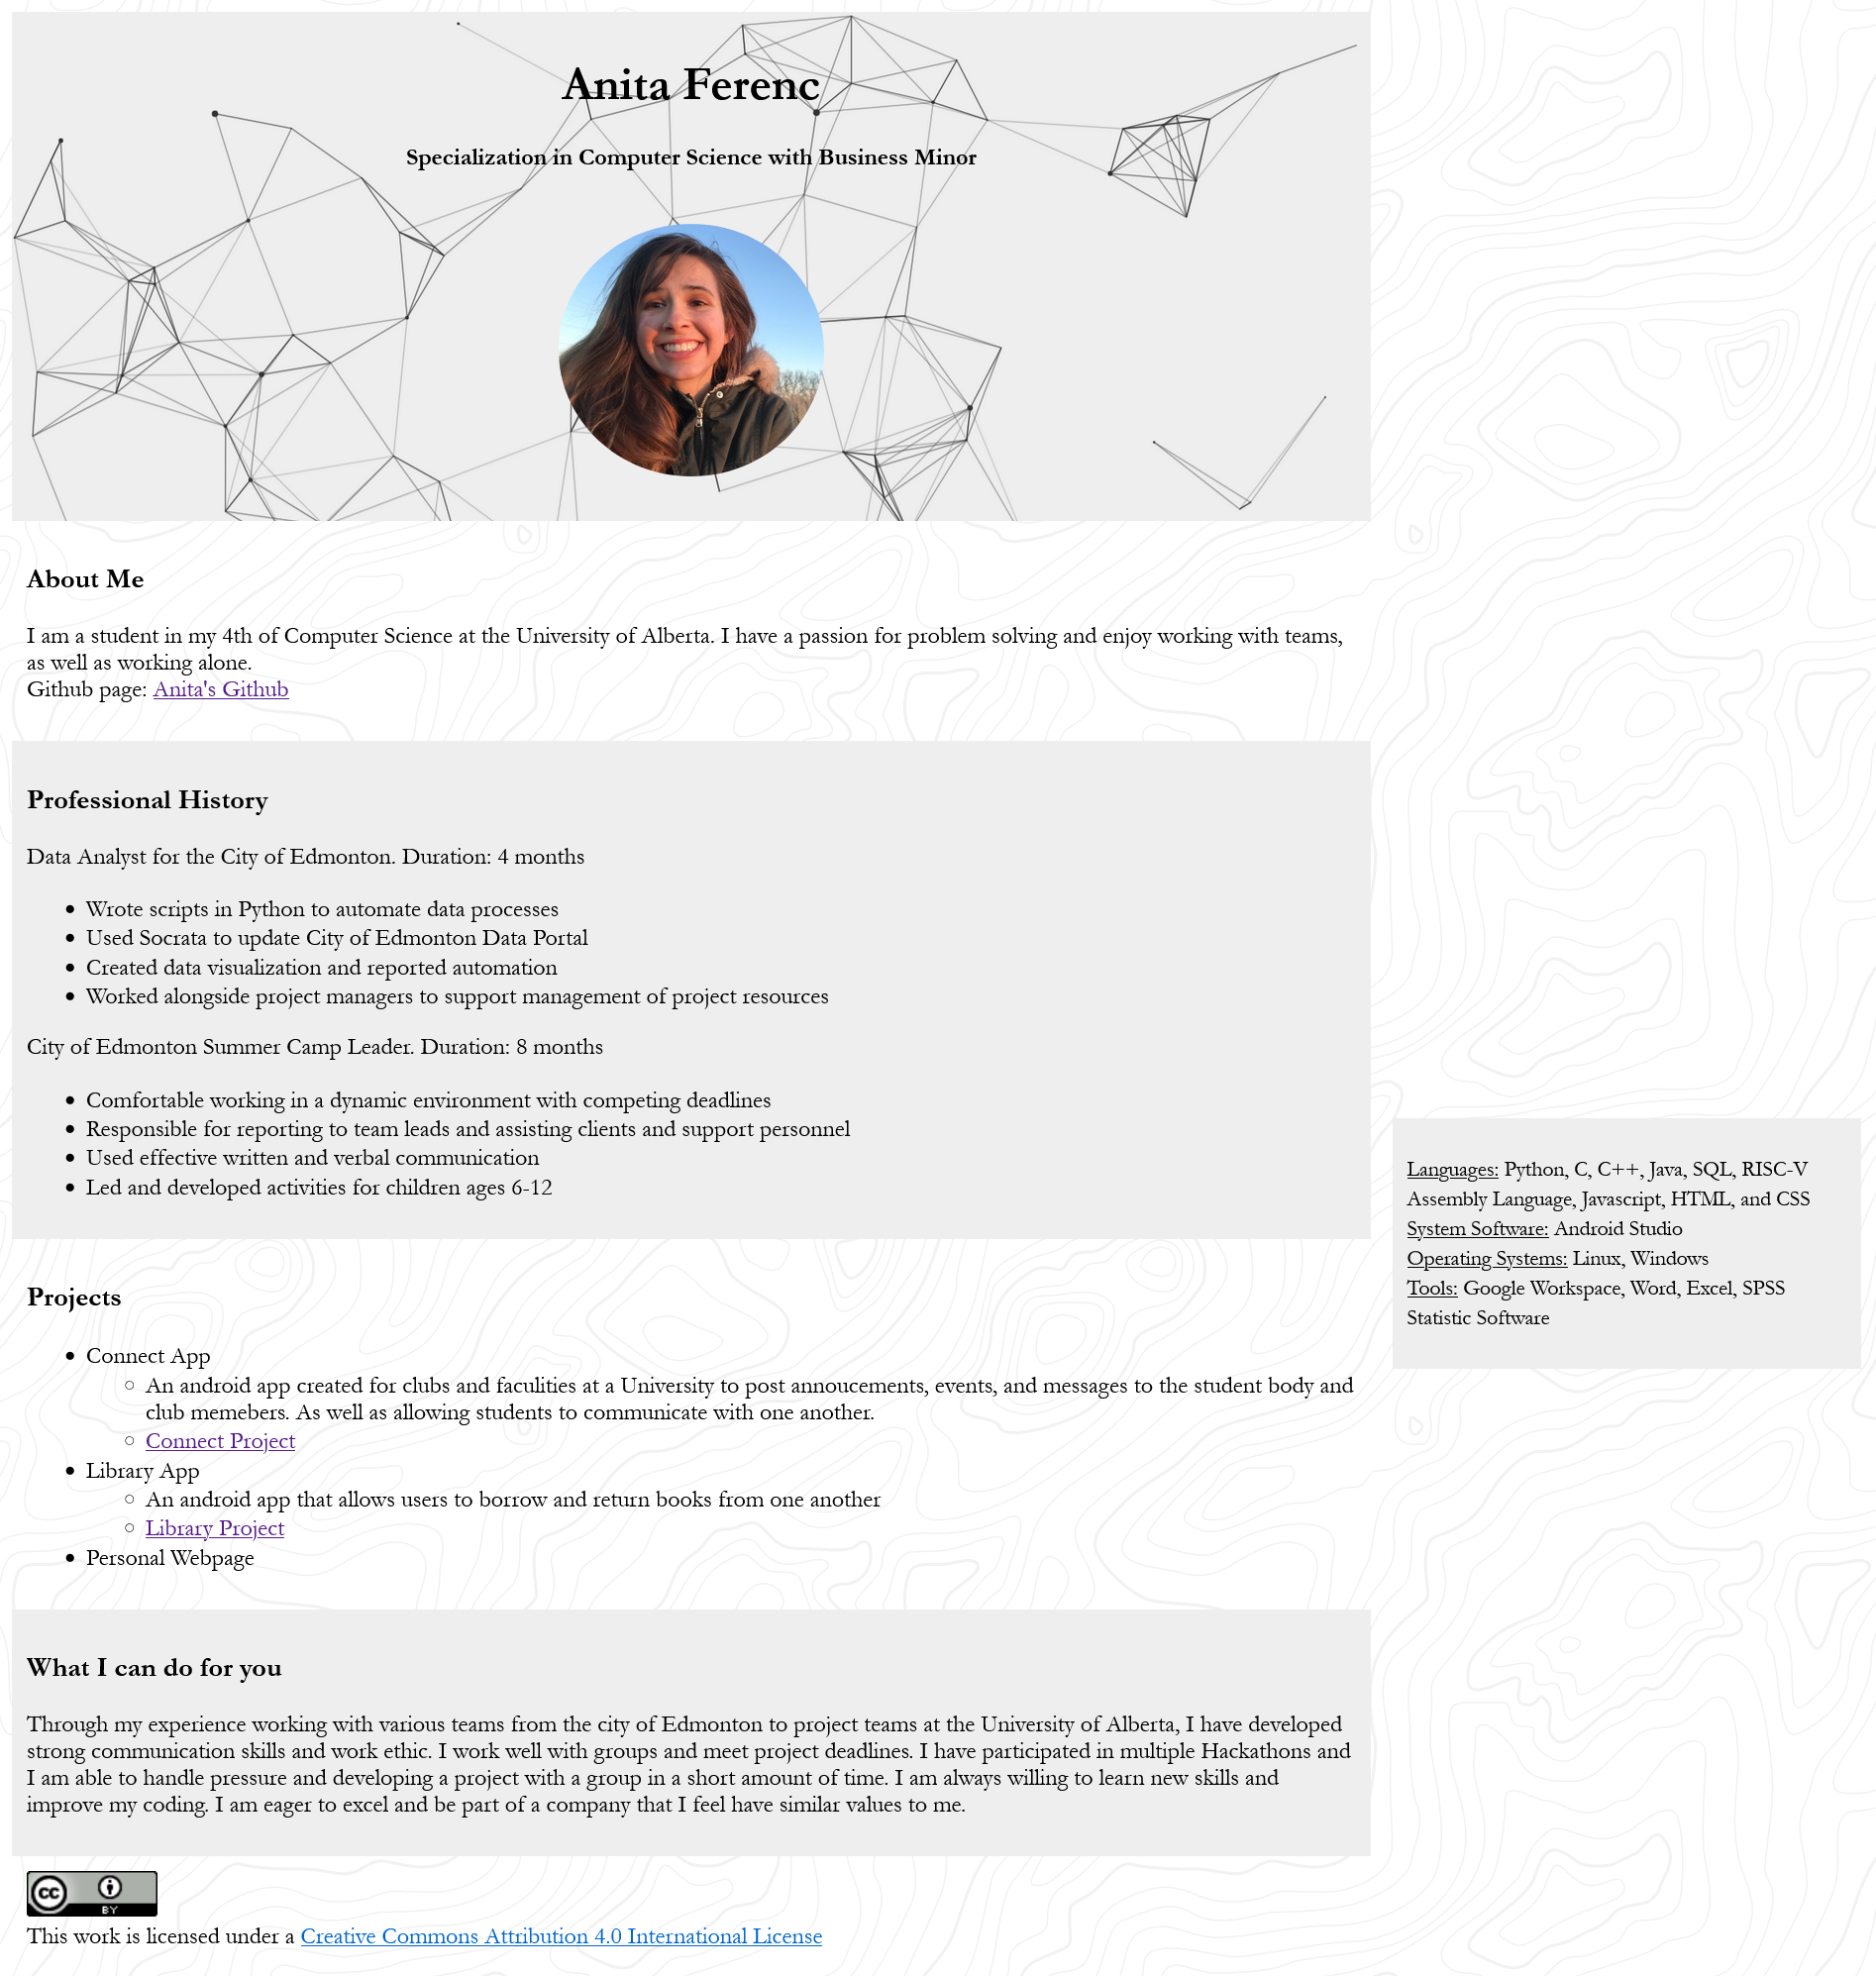 Anita Ferenc
Specialization in Computer Science with Business Minor
About Me
I am a student in my 4th of Computer Science at the University of Alberta. I have a passion for problem solving and enjoy working with teams,
as well as working alone.
Github page: Anita's Github
Professional History
Data Analyst for the City of Edmonton. Duration: 4 months
• Wrote scripts in Python to automate data processes
• Used Socrata to update City of Edmonton Data Portal
• Created data visualization and reported automation
• Worked alongside project managers to support management of project resources
City of Edmonton Summer Camp Leader. Duration: 8 months
• Comfortable working in a dynamic environment with competing deadlines
• Responsible for reporting to team leads and assisting clients and support personnel
• Used effective written and verbal communication
• Led and developed activities for children ages 6-12
Languages: Python, C, C++, Java, SQL, RISC-V
Assembly Language, Javascript, HTML, and CSS
System Software: Android Studio
Operating Systems: Linux, Windows
Tools: Google Workspace, Word, Excel, SPSS
Statistic Software
Projects
• Connect App
◦ An android app created for clubs and faculities at a University to post annoucements, events, and messages to the student body and
club memebers. As well as allowing students to communicate with one another.
◦ Connect Project
• Library App
◦ An android app that allows users to borrow and return books from one another
◦ Library Project
• Personal Webpage
What I can do for you
Through my experience working with various teams from the city of Edmonton to project teams at the University of Alberta, I have developed
strong communication skills and work ethic. I work well with groups and meet project deadlines. I have participated in multiple Hackathons and
I am able to handle pressure and developing a project with a group in a short amount of time. I am always willing to learn new skills and
improve my coding. I am eager to excel and be part of a company that I feel have similar values to me.
cc
BY
This work is licensed under a Creative Commons Attribution 4.0 International License